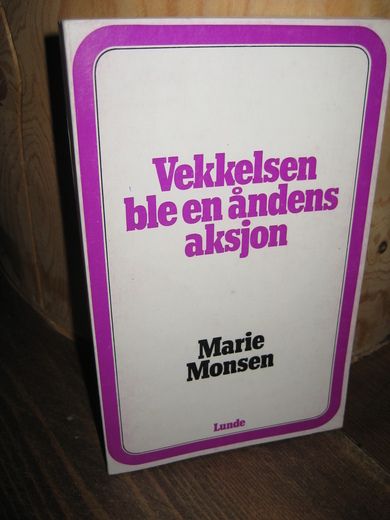 Vekkelsen
ble en åndens
aksjon
Marie
Monsen
Lunde